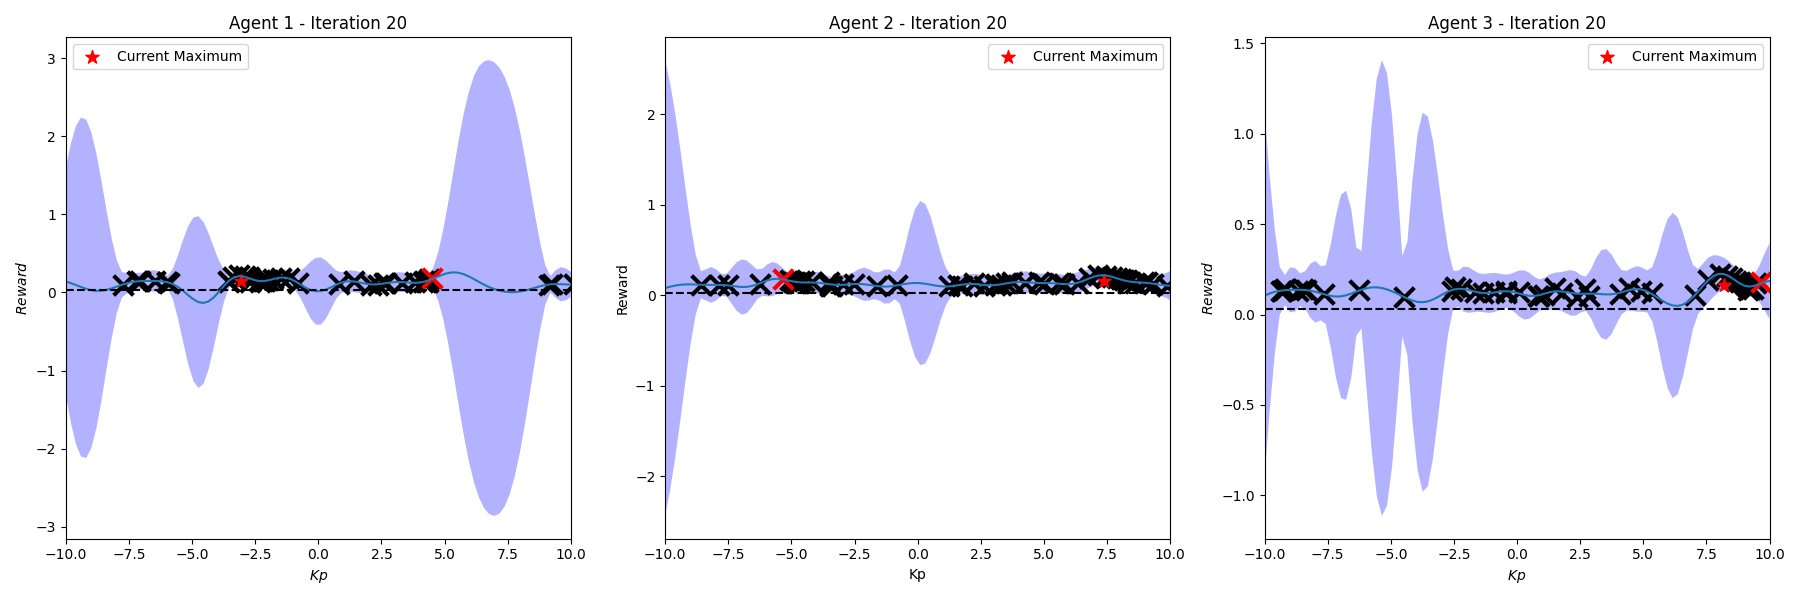 Agent 1 - Iteration 20
Current Maximum
3
2
1
0
−1
−2
−3
Reward
−10.0 −7.5 −5.0 −2.5 0.0 2.5 5.0 7.5 10.0
Kp
Agent 2 - Iteration 20
Current Maximum
2
1
0
−1
−2
Reward
−10.0 −7.5 −5.0 −2.5 0.0 2.5 5.0 7.5 10.0
Kp
Agent 3 - Iteration 20
Current Maximum
1.5
1.0
0.5
0.0
−0.5
−1.0
Reward
−10.0 −7.5 −5.0 −2.5 0.0 2.5 5.0 7.5 10.0
Kp